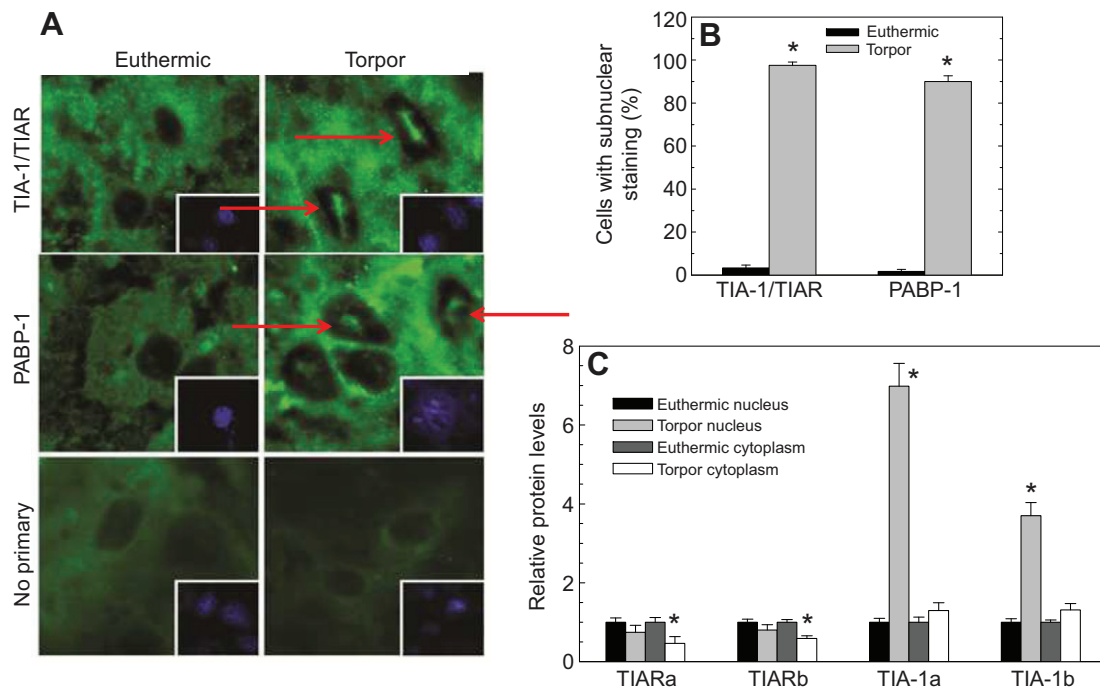 A
Euthermic
Torpor
TIA-1/TIAR
PABP-1
No primary
B
Euthermic
Torpor
*
*
Cells with subnuclear
staining (%)
120
100
80
60
40
20
0
TIA-1/TIAR
PABP-1
C
Euthermic nucleus
Torpor nucleus
Euthermic cytoplasm
Torpor cytoplasm
*
*
*
*
Relative protein levels
8
6
4
2
0
TIARa
TIARb
TIA-1a
TIA-1b